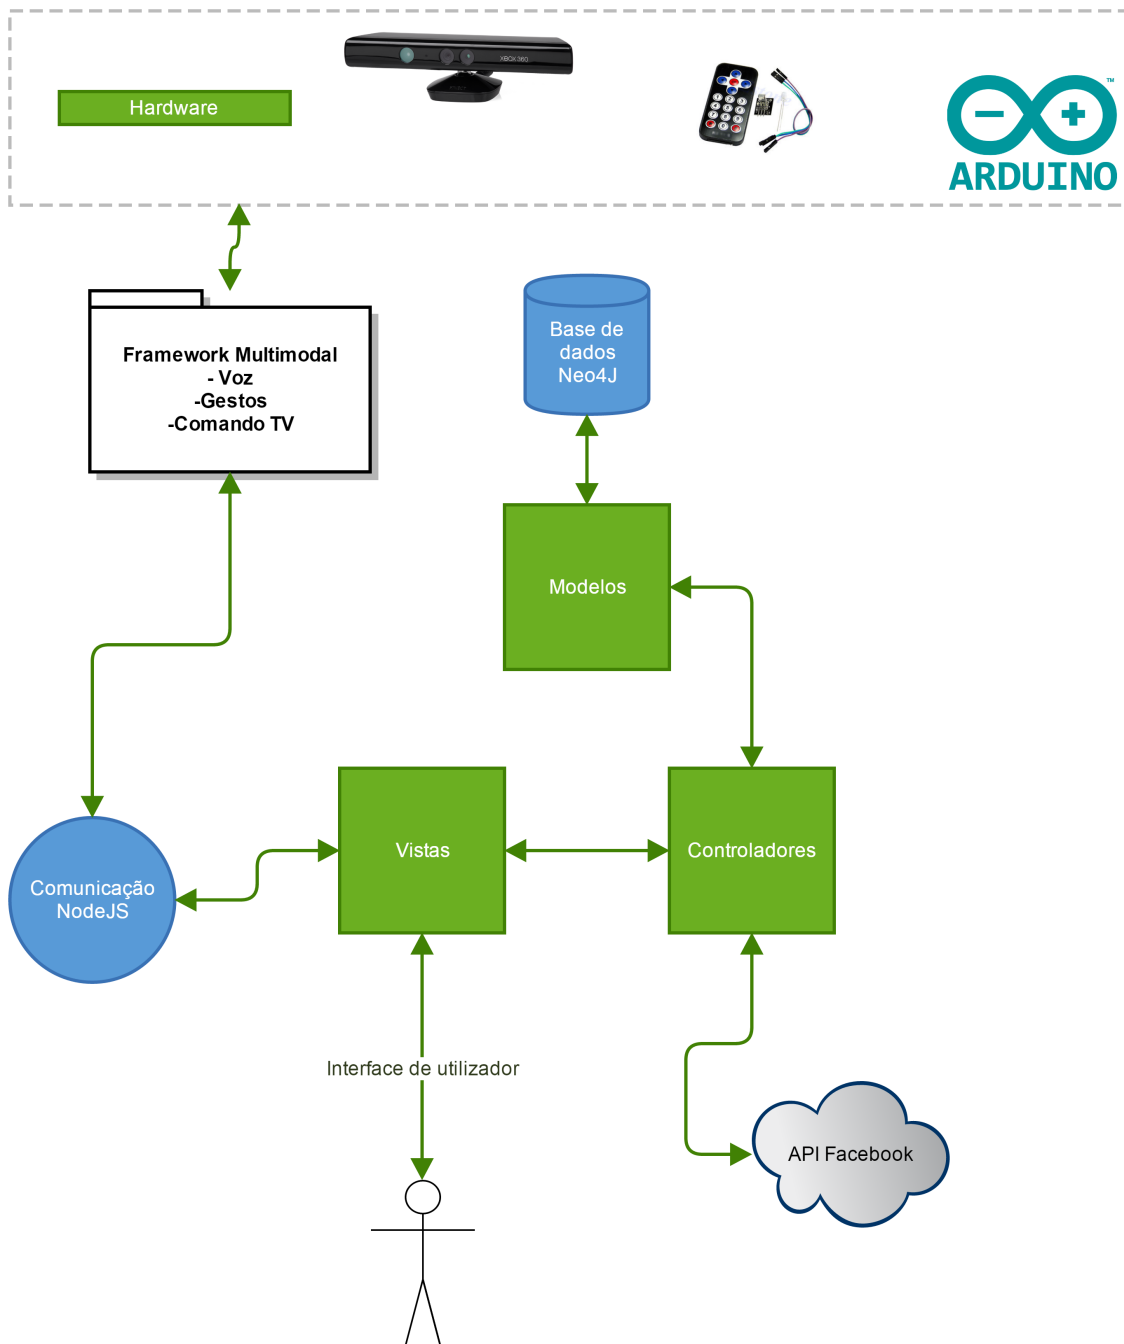 XBOX 360
Hardware
™
ARDUINO
Base de
dados
Neo4J
Framework Multimodal
- Voz
-Gestos
-Comando TV
Modelos
Vistas
Controladores
Comunicação
NodeJS
Interface de utilizador
API Facebook